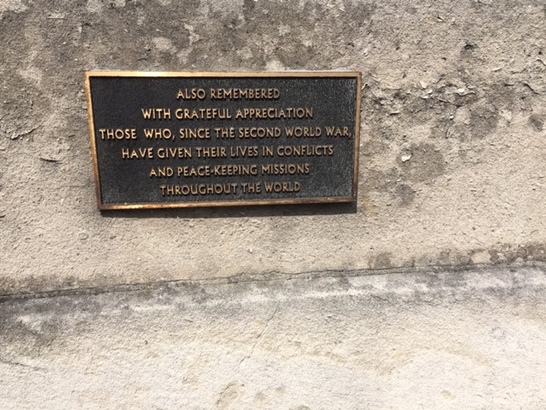 ALSO REMEMBERED
WITH GRATEFUL APPRECIATION
THOSE WHO, SINCE THE SECOND WORLD WAR,
HAVE GIVEN THEIR LIVES IN CONFLICTS
AND PEACE-KEEPING MISSIONS
THROUGHOUT THE WORLD